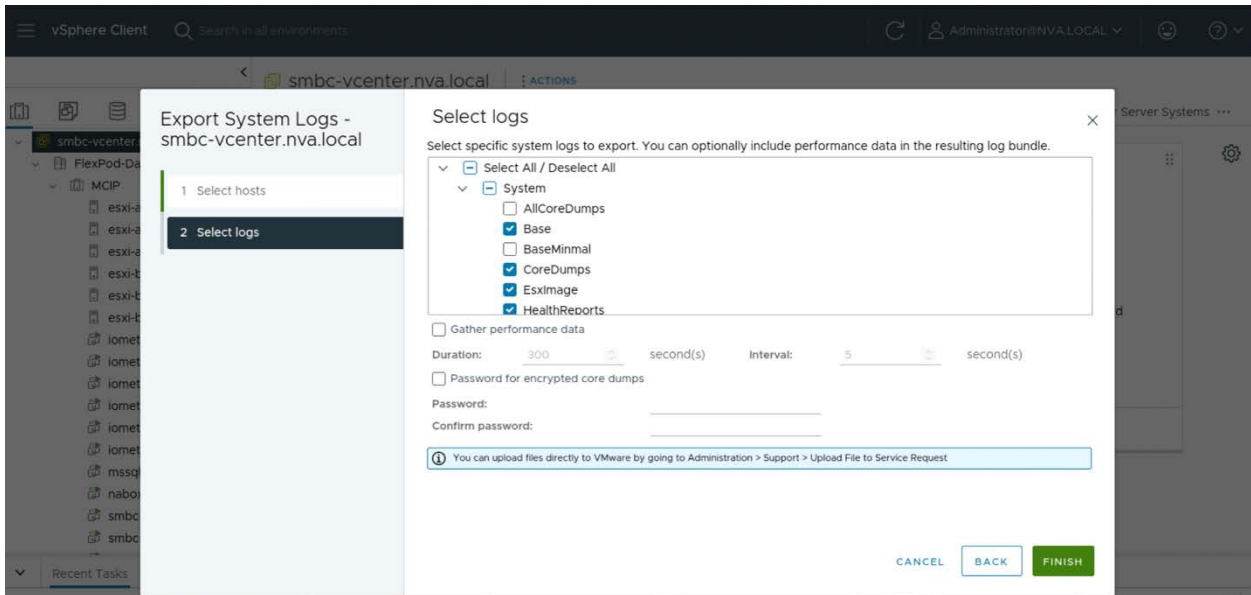 vSphere Client
Search in all environments
Administrator@NVA.LOCAL
smbc-vcenter.nva.local
ACTIONS
Server Systems
smbc-vcenter.
FlexPod-Da
MCIP
esxi-a
esxi-a
esxi-a
esxi-b
esxi-b
esxi-b
iomet
iomet
iomet
iomet
iomet
iomet
mssql
nabox
smbc
smbc
Recent Tasks
Export System Logs -
smbc-vcenter.nva.local
1 Select hosts
2 Select logs
Select logs
Select specific system logs to export. You can optionally include performance data in the resulting log bundle.
Select All / Deselect All
System
AllCoreDumps
Base
BaseMinmal
CoreDumps
EsxImage
HealthReports
Gather performance data
Duration: 300 second(s) Interval: 5 second(s)
Password for encrypted core dumps
Password:
Confirm password:
You can upload files directly to VMware by going to Administration > Support > Upload File to Service Request
CANCEL BACK FINISH